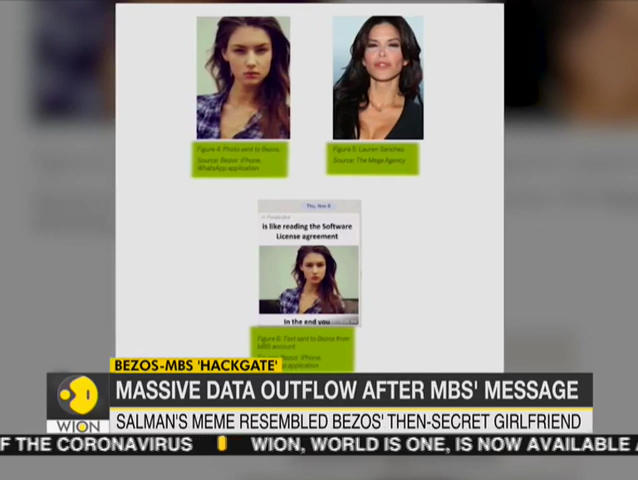 Figure 4: Photo sent to Bezos.
Source: Bezos' iPhone,
WhatsApp application
Figure 5: Lauren Sanchez
Source: The Mega Agency
Thu, Nov 8
is like reading the Software
License agreement
In the end you
Figure 6: Text sent to Bezos from
MBS account
iPhone,
application
BEZOS-MBS 'HACKGATE'
MASSIVE DATA OUTFLOW AFTER MBS' MESSAGE
SALMAN'S MEME RESEMBLED BEZOS' THEN-SECRET GIRLFRIEND
WION
OF THE CORONAVIRUS WION, WORLD IS ONE, IS NOW AVAILABLE A